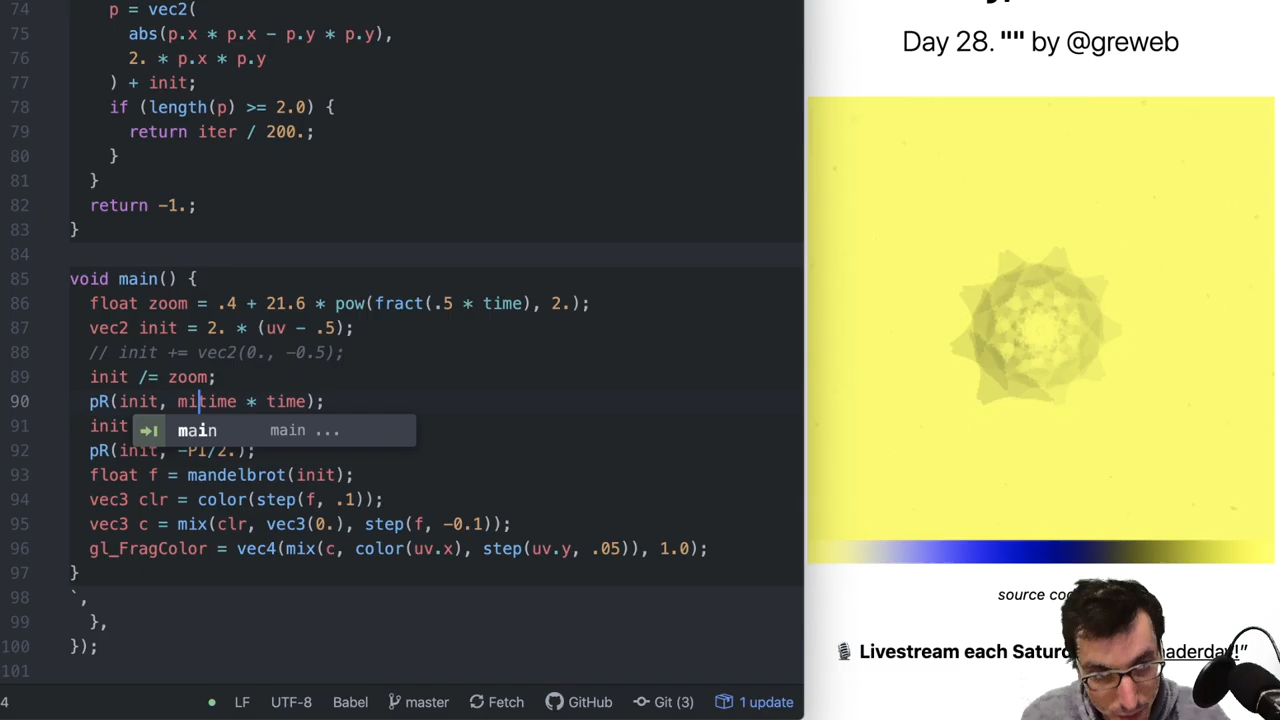 74 p = vec2(
75 abs(p.x * p.x - p.y * p.y),
76 2. * p.x * p.y
77 ) + init;
78 if (length(p) >= 2.0) {
79 return iter / 200.;
80 }
81 }
82 return -1.;
83 }
84
85 void main() {
86 float zoom = .4 + 21.6 * pow(fract(.5 * time), 2.);
87 vec2 init = 2. * (uv - .5);
88 // init += vec2(0., -0.5);
89 init /= zoom;
90 pR(init, mitime * time);
91 init
main main ...
92 pR(init, -PI/2.);
93 float f = mandelbrot(init);
94 vec3 clr = color(step(f, .1));
95 vec3 c = mix(clr, vec3(0.), step(f, -0.1));
96 gl_FragColor = vec4(mix(c, color(uv.x), step(uv.y, .05)), 1.0);
97 }
98 `,
99 },
100 });
101
4 LF UTF-8 Babel master Fetch GitHub Git (3) 1 update
Day 28. "" by @greweb
source
Livestream each